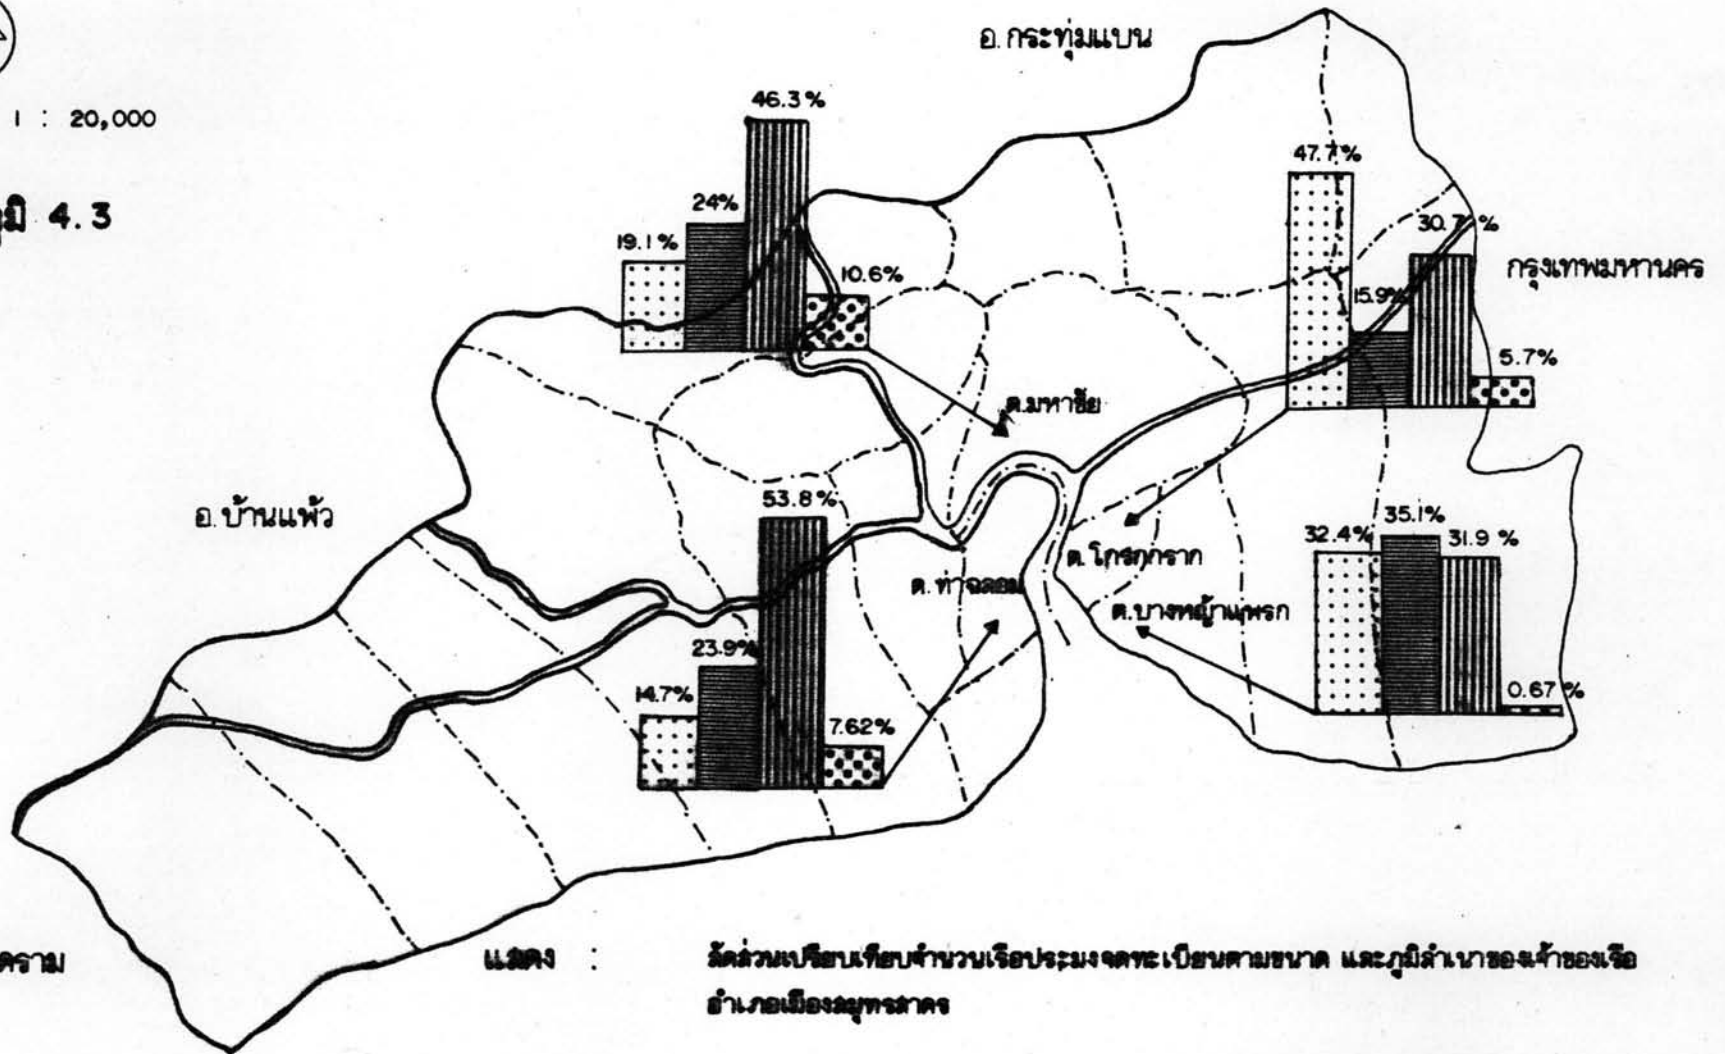 อ.กระทุ่มแบน
1 : 20,000
46.3%
47.7%
4.3
24%
19.1%
10.6%
30.7%
15.9%
กรุงเทพมหานคร
5.7%
ต.มหาชัย
อ.บ้านแพ้ว
53.8%
32.4%
35.1%
31.9%
ต.ท่าฉลอม
ต.โกรกกราก
ต.บางหญ้าแพรก
23.9%
14.7%
7.62%
0.67%
แสดง : สัดส่วนเปรียบเทียบจำนวนเรือประมงจดทะเบียนตามขนาด และภูมิลำเนาของเจ้าของเรือ
อำเภอเมืองสมุทรสาคร